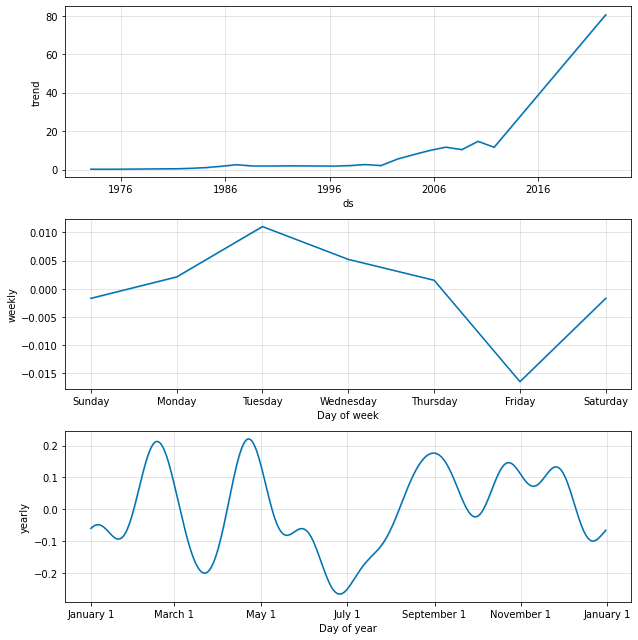 80
60
40
20
0
trend
1976 1986 1996 2006 2016
ds
0.010
0.005
0.000
−0.005
−0.010
−0.015
weekly
Sunday Monday Tuesday Wednesday Thursday Friday Saturday
Day of week
0.2
0.1
0.0
−0.1
−0.2
yearly
January 1 March 1 May 1 July 1 September 1 November 1 January 1
Day of year